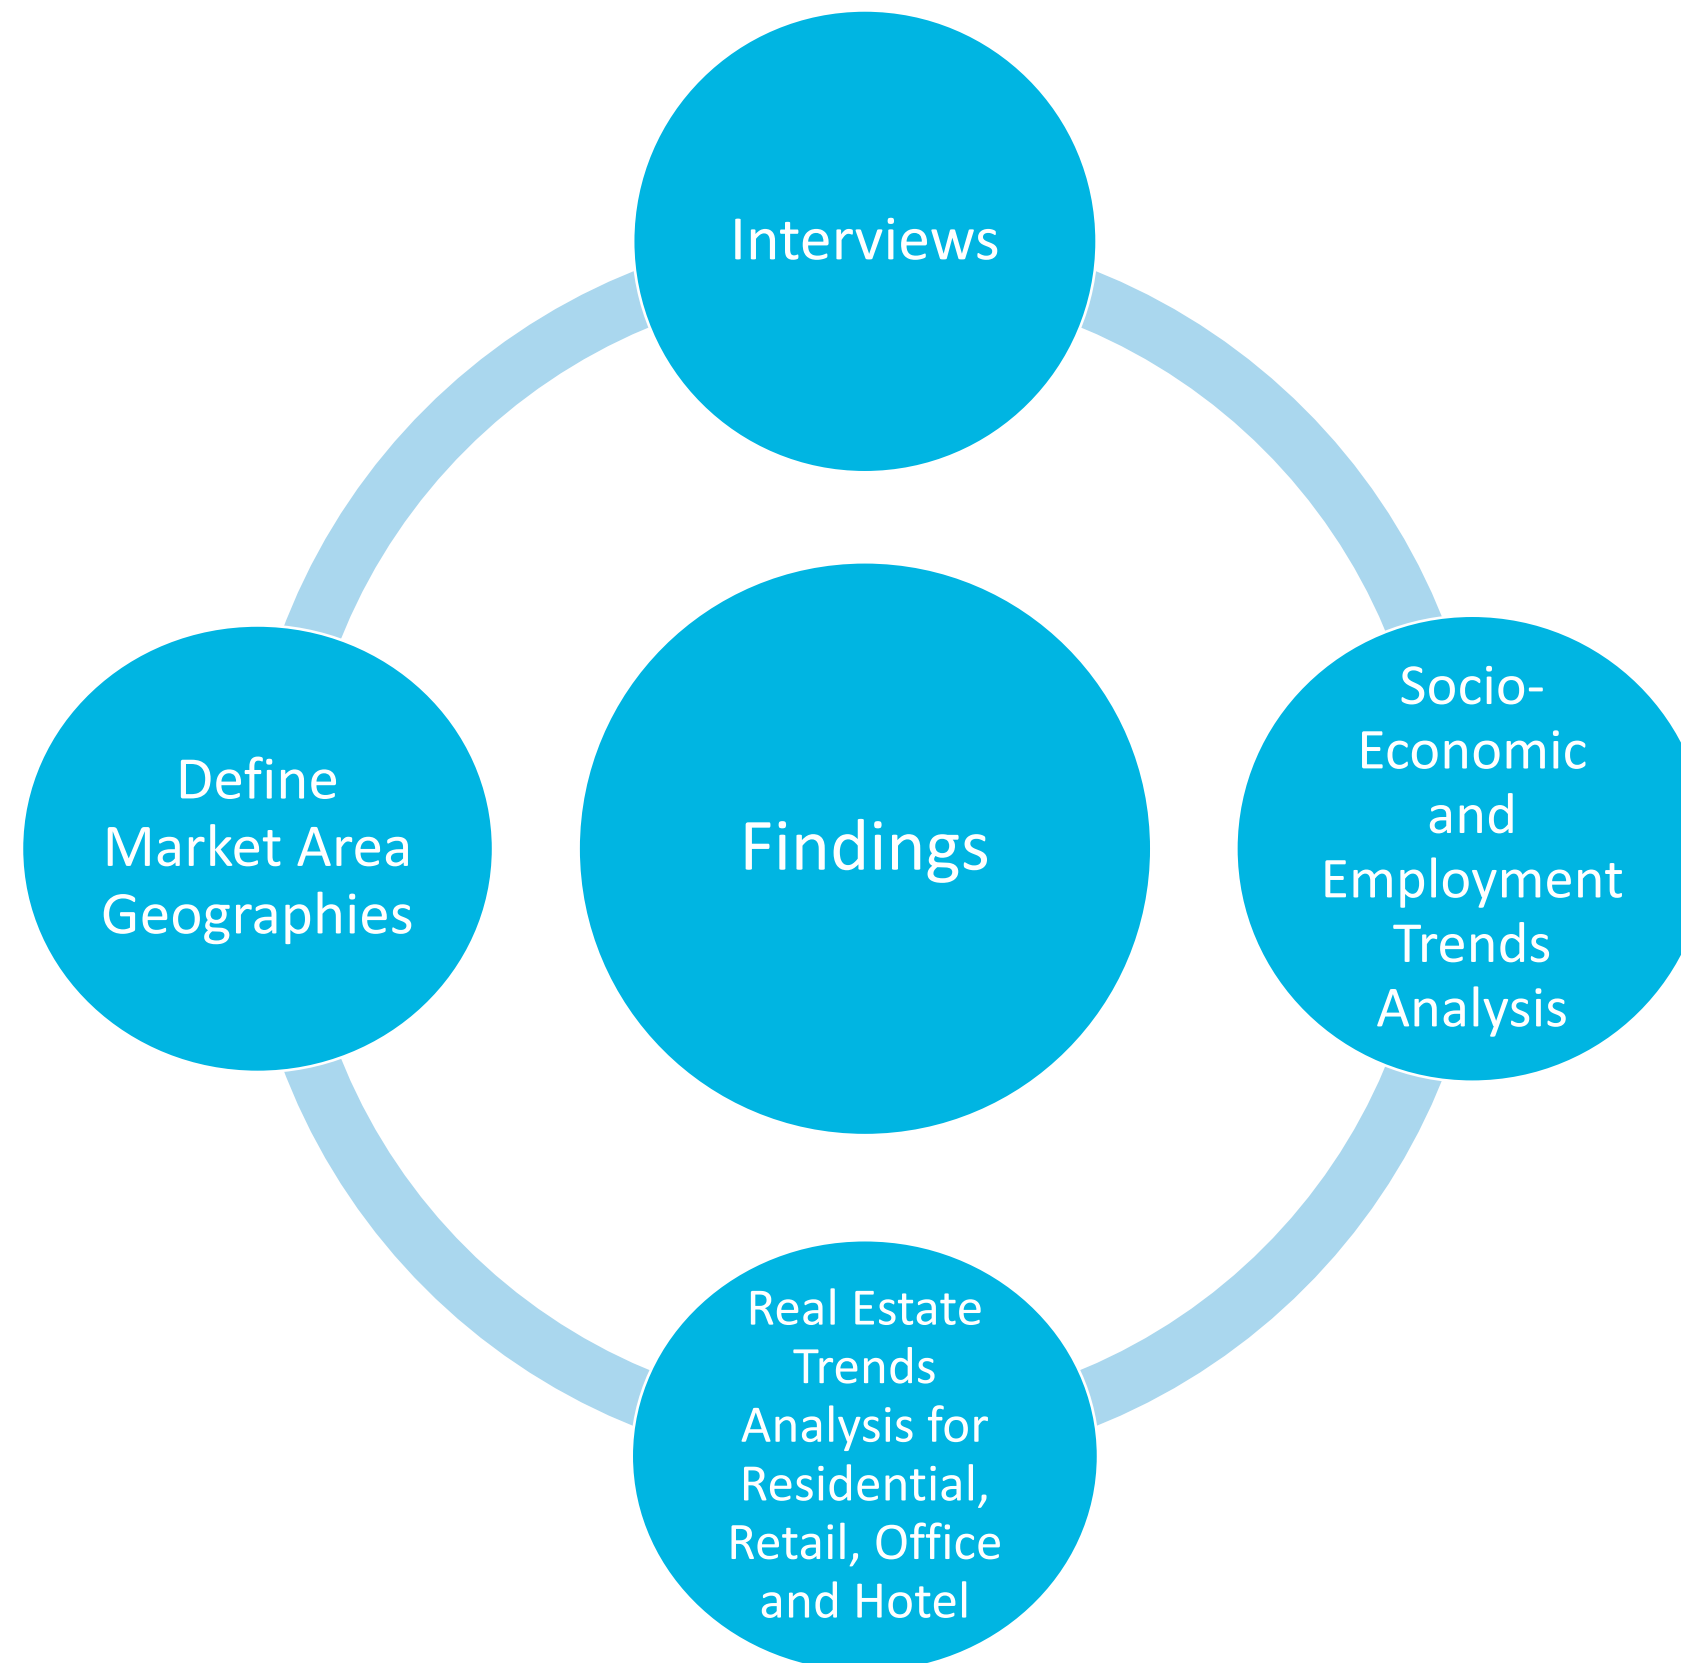 Interviews
Socio-
Economic
and
Employment
Trends
Analysis
Real Estate
Trends
Analysis for
Residential,
Retail, Office
and Hotel
Define
Market Area
Geographies
Findings